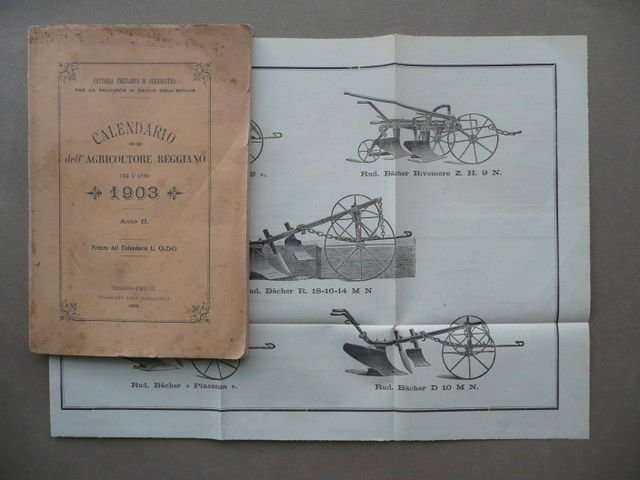 CATTEDRA AMBULANTE DI AGRICOLTURA
PER LA PROVINCIA DI REGGIO NELL'EMILIA
CALENDARIO
dell'AGRICOLTORE REGGIANO
PER L'ANNO
1903
Anno II.
Prezzo del Calendario L. 0,50
REGGIO-EMILIA
1903.
2 ».
Rud. Bächer Bivomere Z. H. 9 N.
ud. Bächer R. 18-16-14 M N
Rud. Bächer « Piacenza ».
Rud. Bächer D 10 M N.